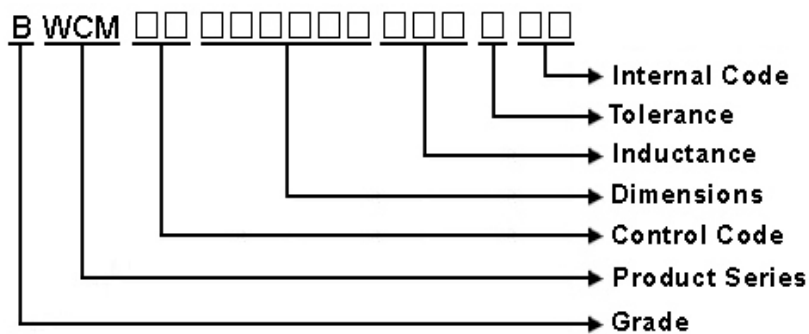 B WCM □□ □□□□□□ □□□ □ □□
Internal Code
Tolerance
Inductance
Dimensions
Control Code
Product Series
Grade